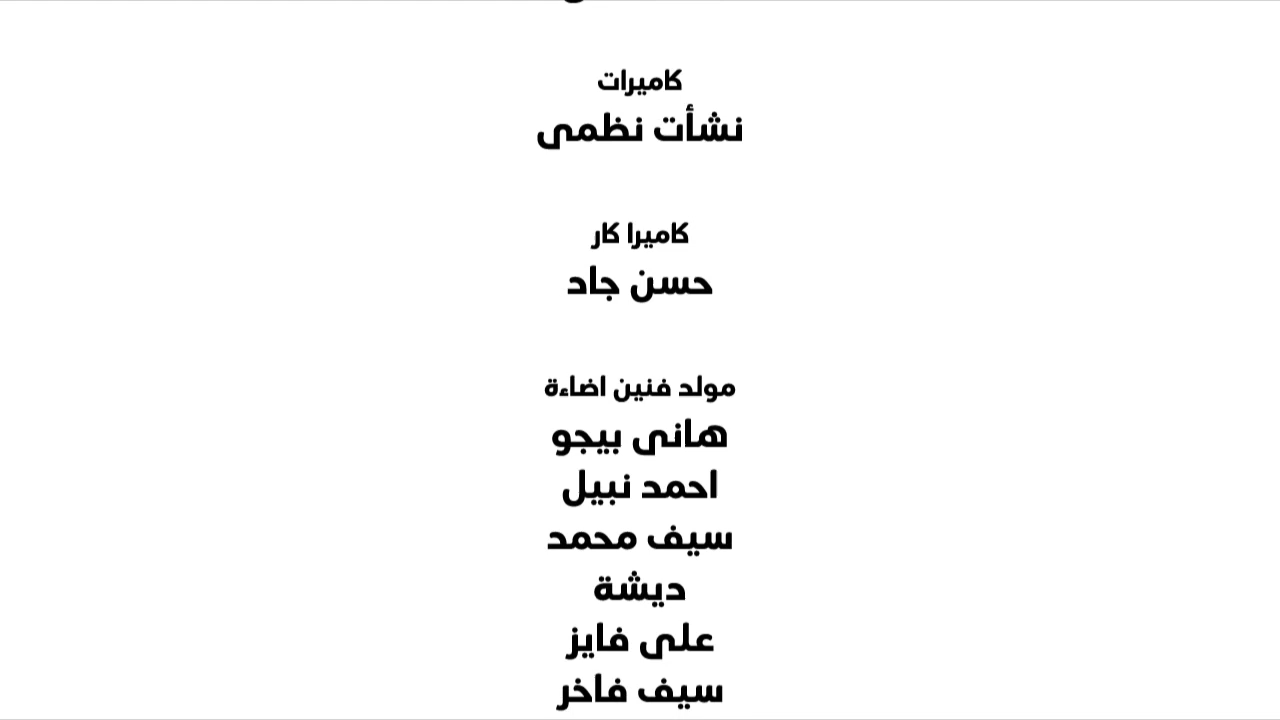 كاميرات
نشأت نظمى
كاميرا كار
حسن جاد
مولد فنين اضاءة
هانى بيجو
احمد نبيل
سيف محمد
ديشة
على فايز
سيف فاخر